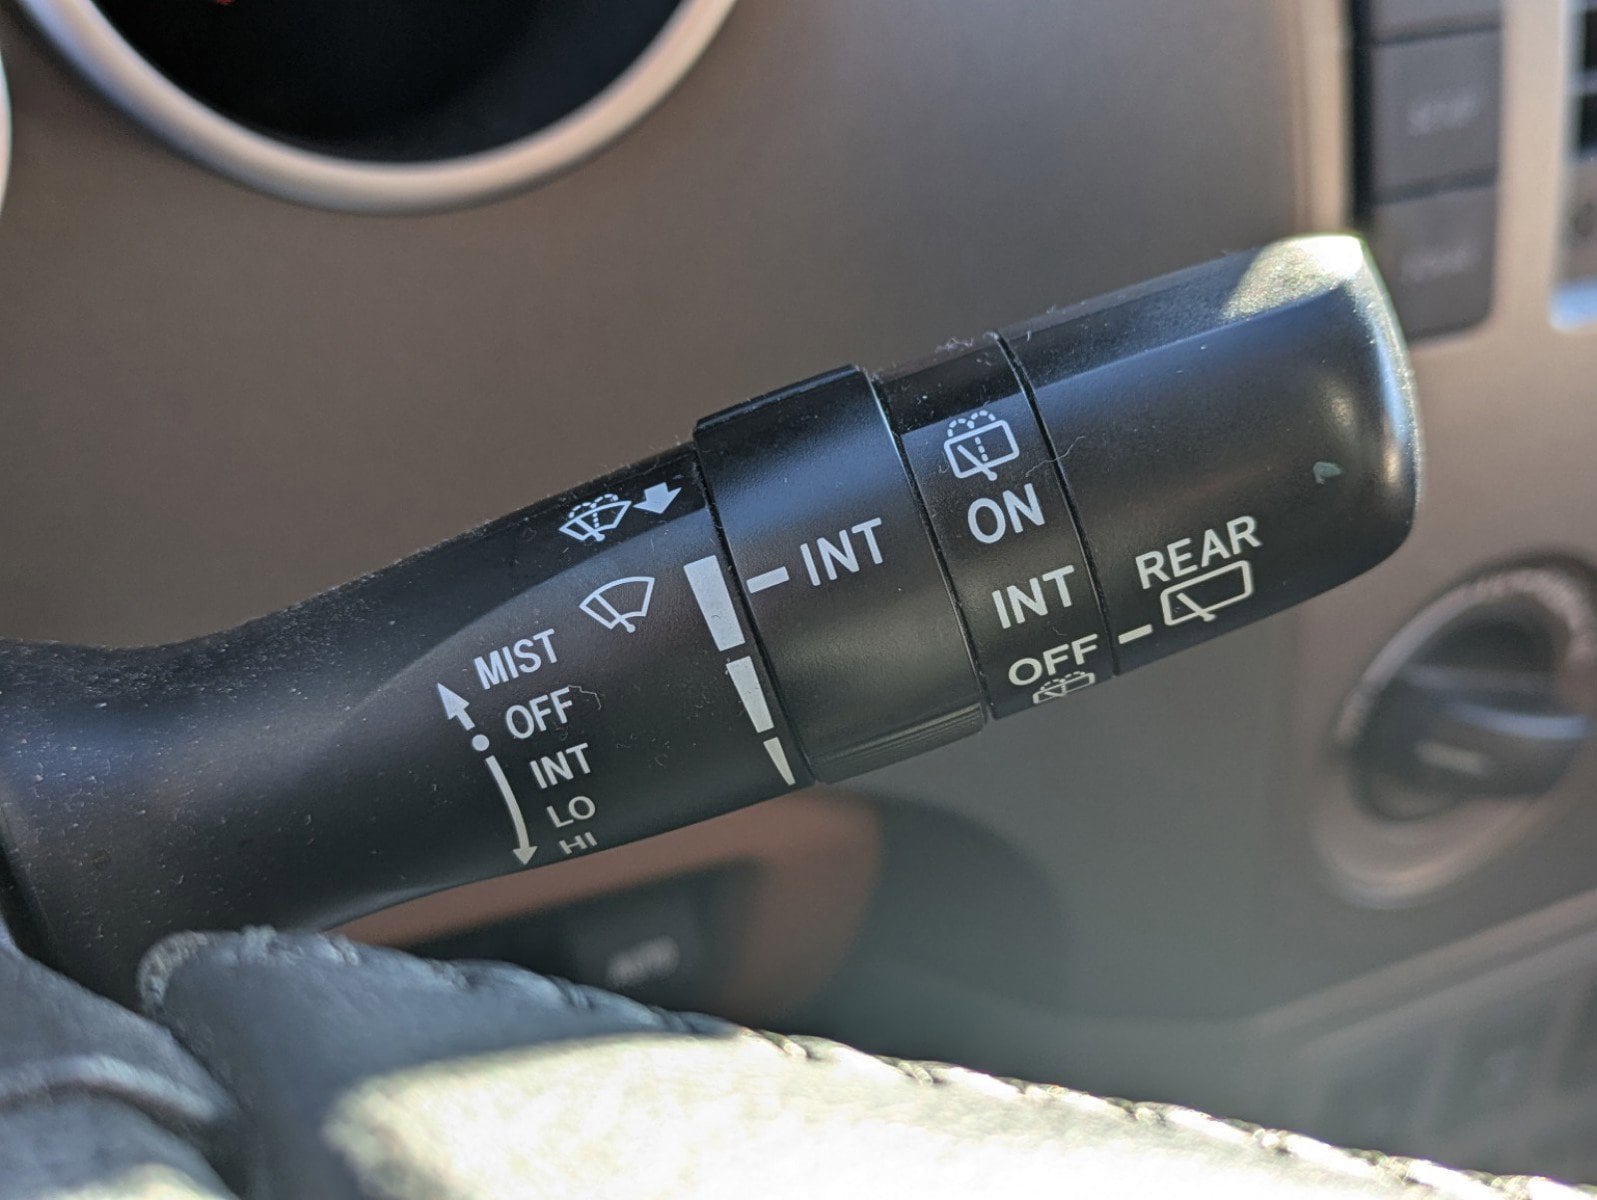 MIST
OFF
INT
LO
HI
INT
ON
INT
OFF
REAR